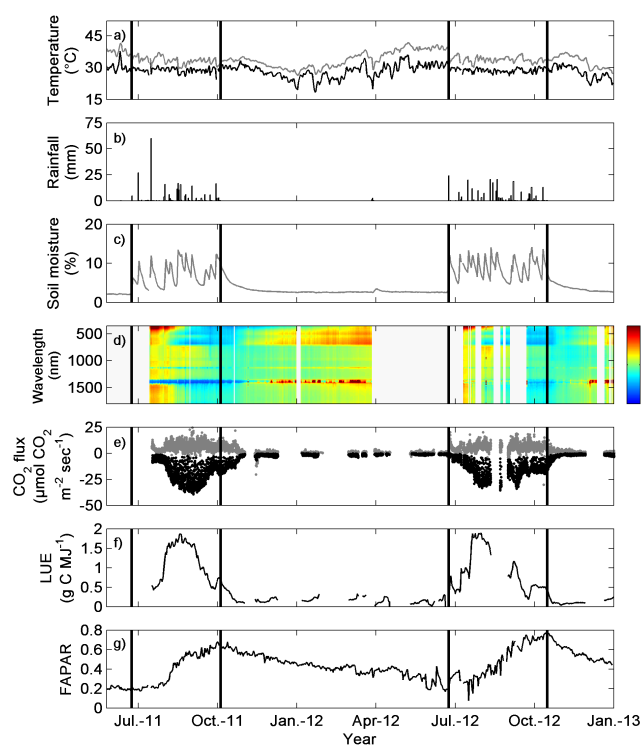 a)
Temperature
(°C)
45
30
15
b)
Rainfall
(mm)
75
50
25
0
c)
Soil moisture
(%)
20
10
0
d)
Wavelength
(nm)
500
1000
1500
e)
CO2 flux
(µmol CO2
m-2 sec-1)
25
0
-25
-50
f)
LUE
(g C MJ-1)
2
1.5
1
0.5
0
g)
FAPAR
0.8
0.6
0.4
0.2
0
Jul.-11 Oct.-11 Jan.-12 Apr.-12 Jul.-12 Oct.-12 Jan.-13
Year